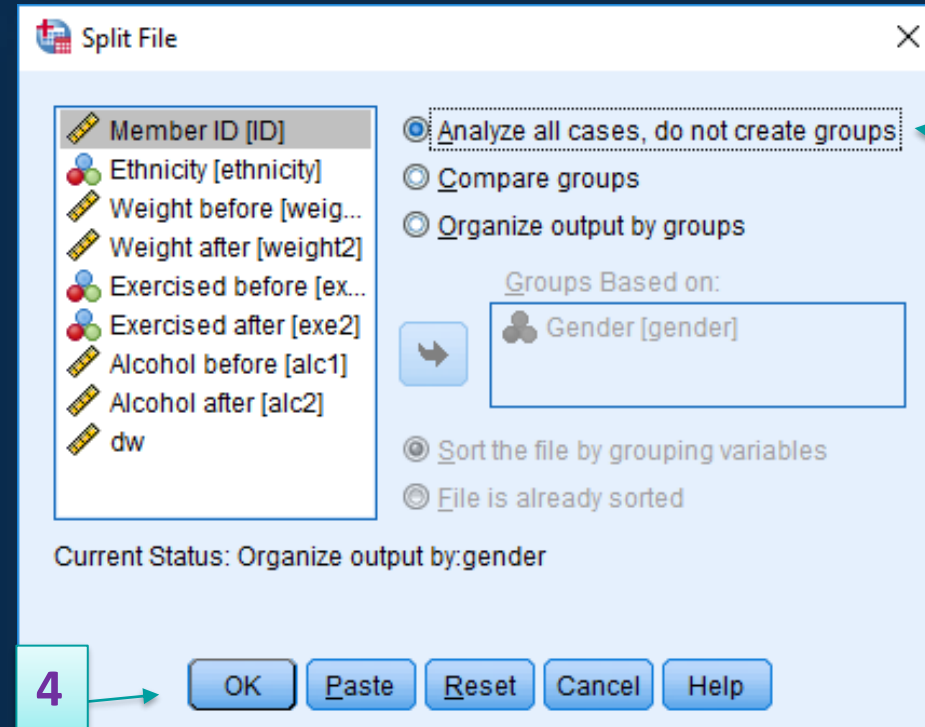 Split File
Member ID [ID]
Ethnicity [ethnicity]
Weight before [weig...
Weight after [weight2]
Exercised before [ex...
Exercised after [exe2]
Alcohol before [alc1]
Alcohol after [alc2]
dw
Analyze all cases, do not create groups
Compare groups
Organize output by groups
Groups Based on:
Gender [gender]
Sort the file by grouping variables
File is already sorted
Current Status: Organize output by:gender
4
OK Paste Reset Cancel Help